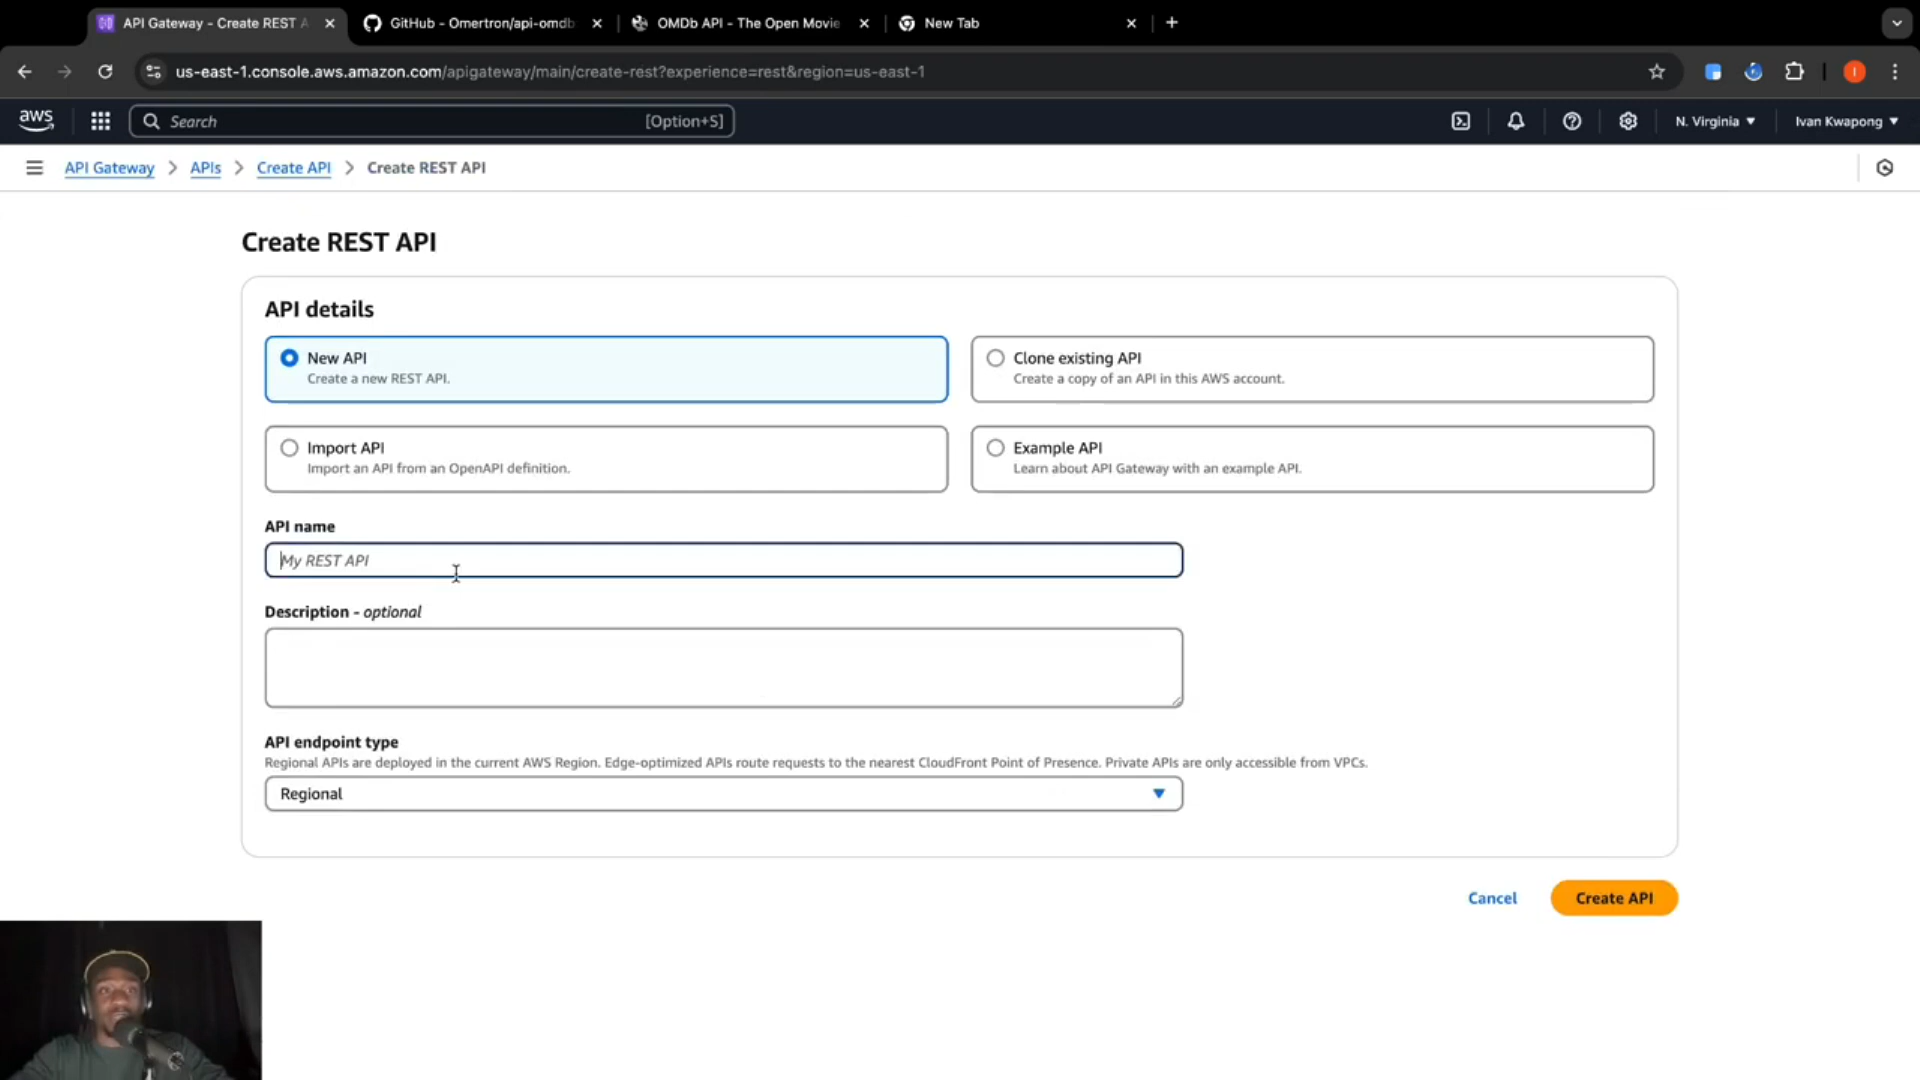 API Gateway - Create REST A
GitHub - Omertron/api-omdb
OMDb API - The Open Movie
New Tab
us-east-1.console.aws.amazon.com/apigateway/main/create-rest?experience=rest&region=us-east-1
I
aws
Search
[Option+S]
N. Virginia
Ivan Kwapong
API Gateway
APIs
Create API
Create REST API
Create REST API
API details
New API
Create a new REST API.
Clone existing API
Create a copy of an API in this AWS account.
Import API
Import an API from an OpenAPI definition.
Example API
Learn about API Gateway with an example API.
API name
My REST API
Description - optional
API endpoint type
Regional APIs are deployed in the current AWS Region. Edge-optimized APIs route requests to the nearest CloudFront Point of Presence. Private APIs are only accessible from VPCs.
Regional
Cancel
Create API